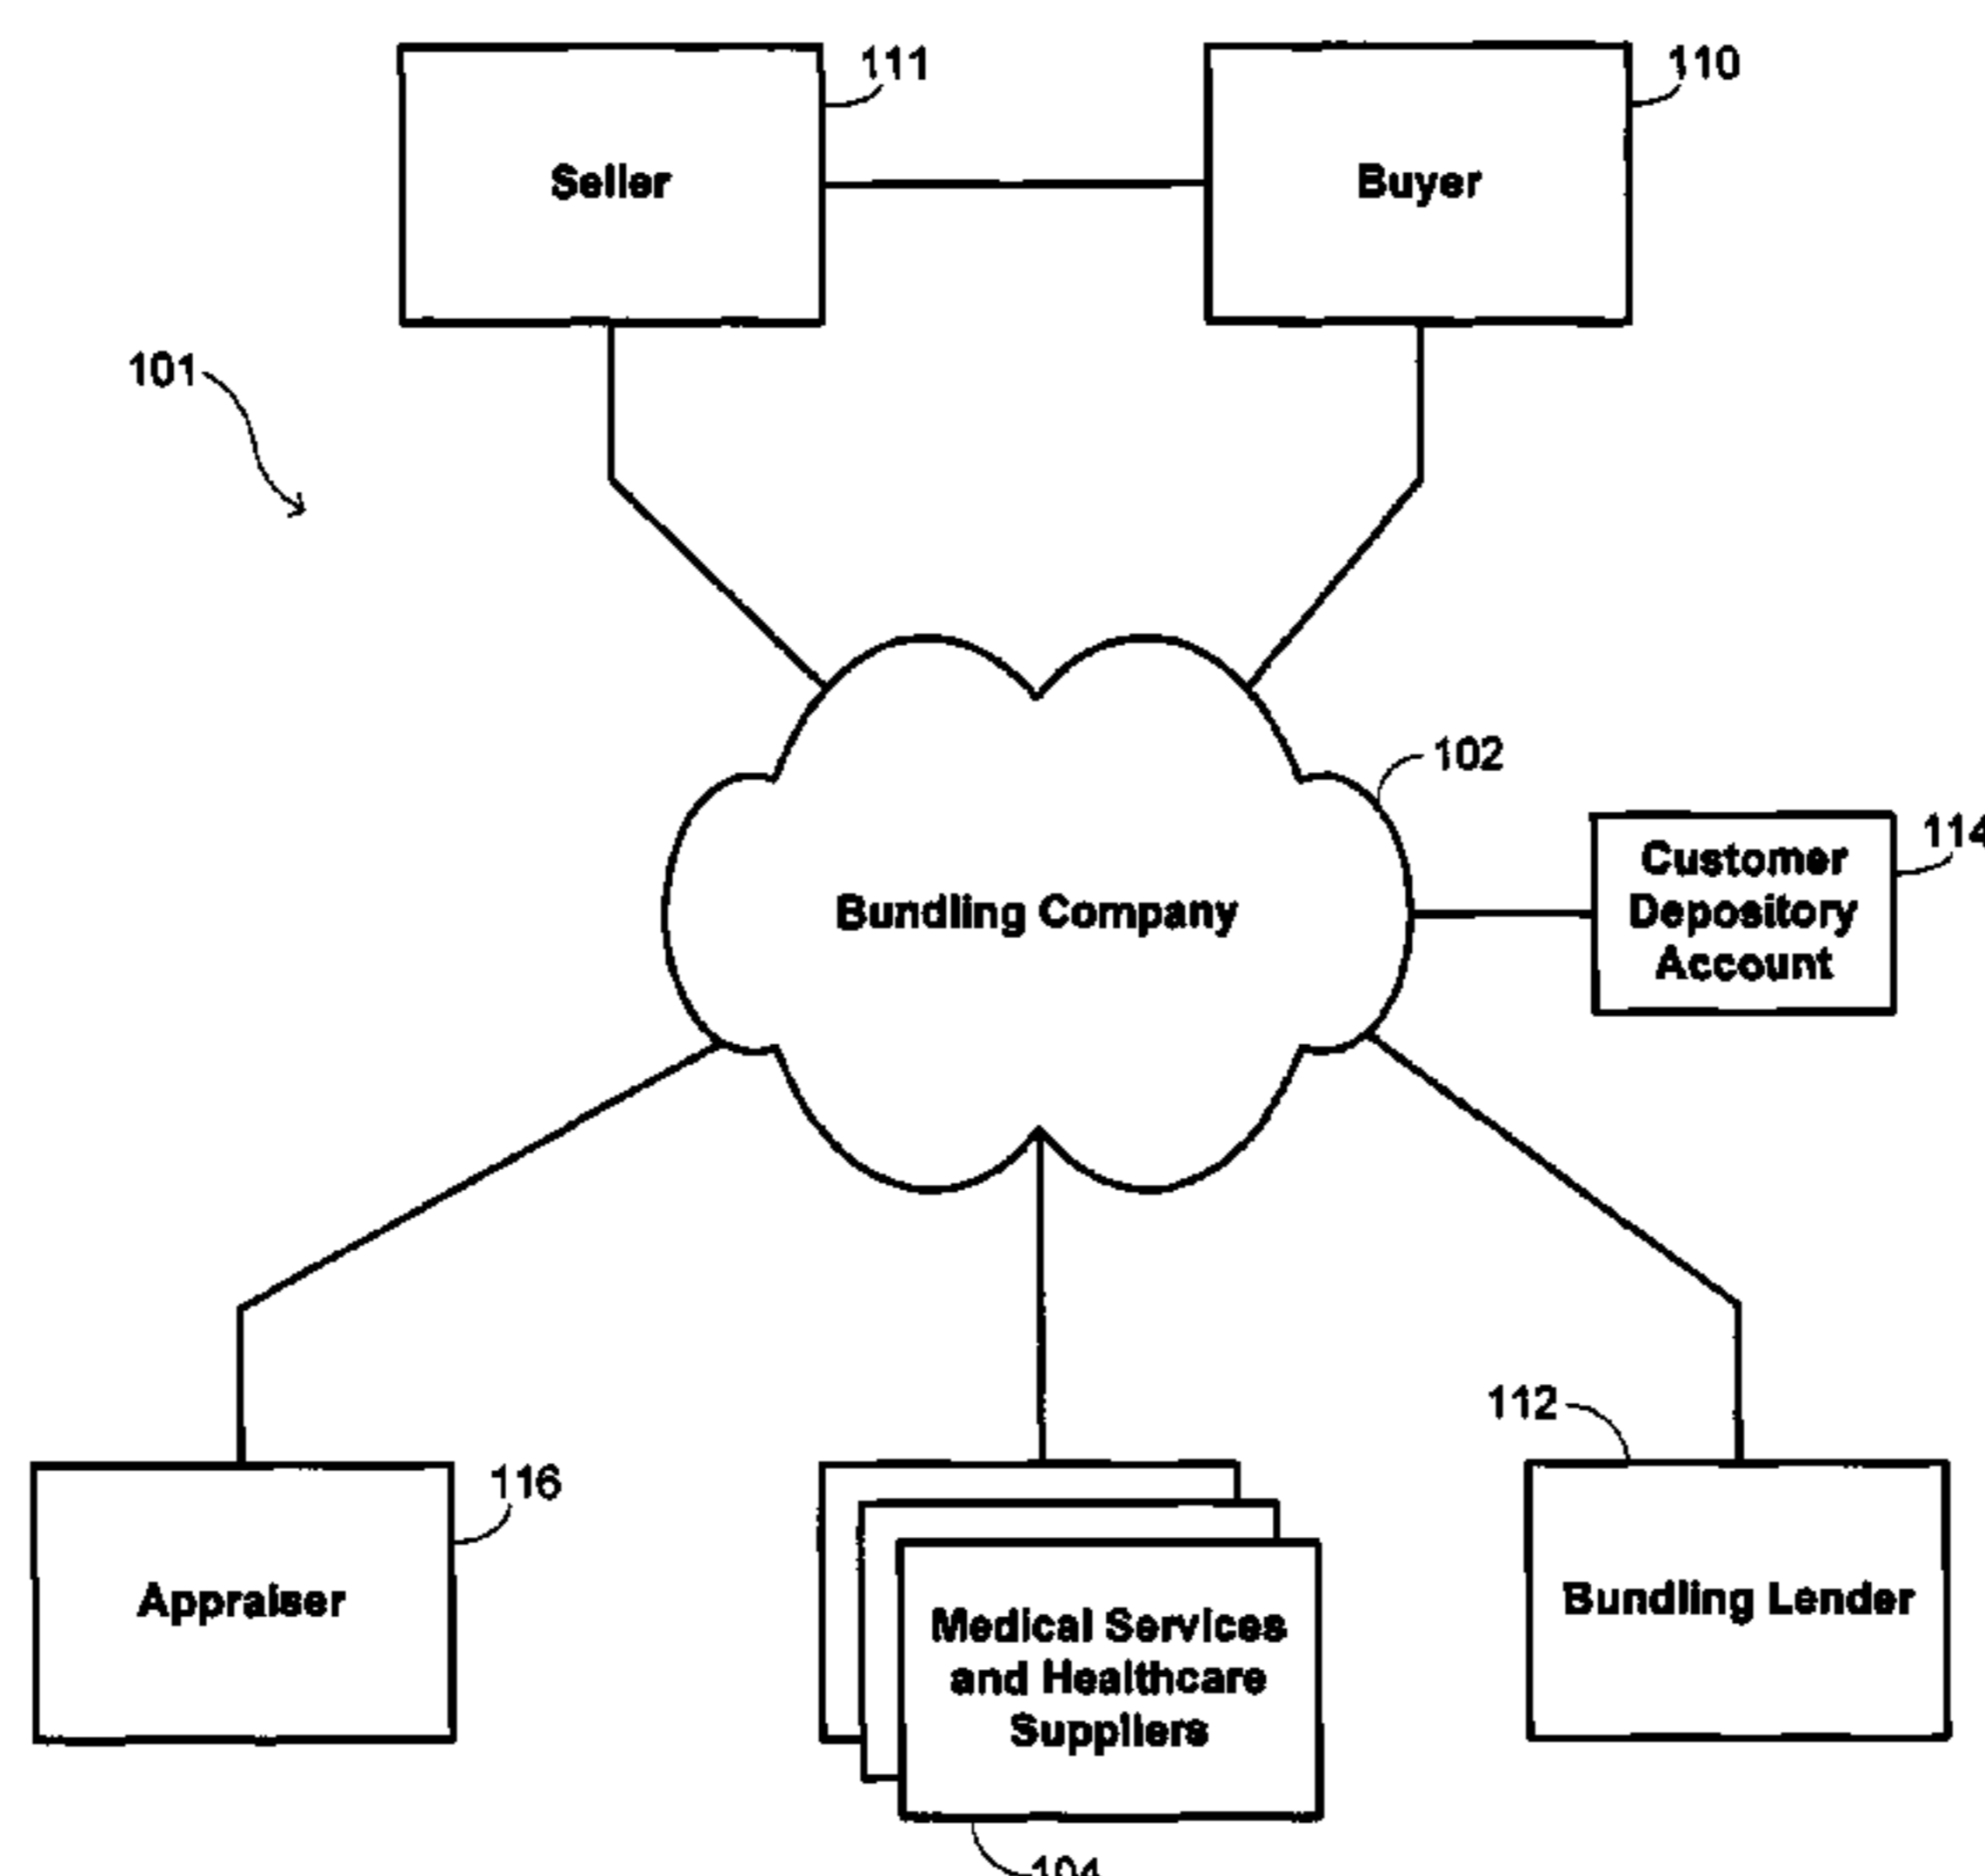 111
110
Seller
Buyer
101
102
114
Customer
Depository
Account
Bundling Company
112
116
Appraiser
Bundling Lender
Medical Services
and Healthcare
Suppliers
104